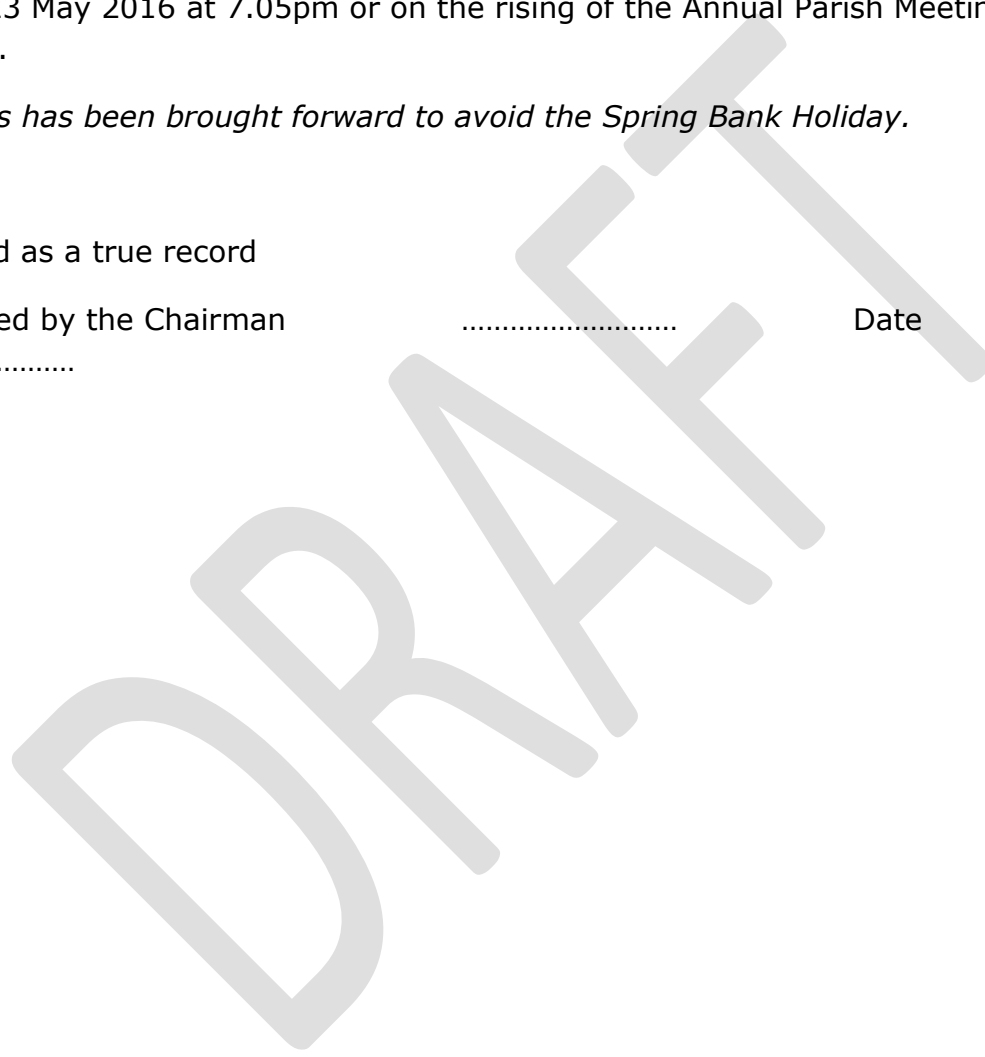 3 May 2016 at 7.05pm or on the rising of the Annual Parish Meetin
.
s has been brought forward to avoid the Spring Bank Holiday.
d as a true record
ed by the Chairman ........................... Date
..........
DRAFT